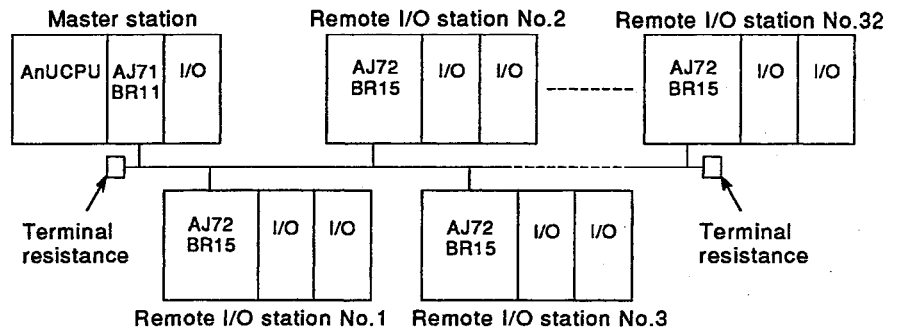 Master station
Remote I/O station No.2
Remote I/O station No.32
AnUCPU
AJ71
BR11
I/O
AJ72
BR15
I/O
I/O
AJ72
BR15
I/O
I/O
Terminal
resistance
AJ72
BR15
I/O
I/O
AJ72
BR15
I/O
I/O
Terminal
resistance
Remote I/O station No.1
Remote I/O station No.3